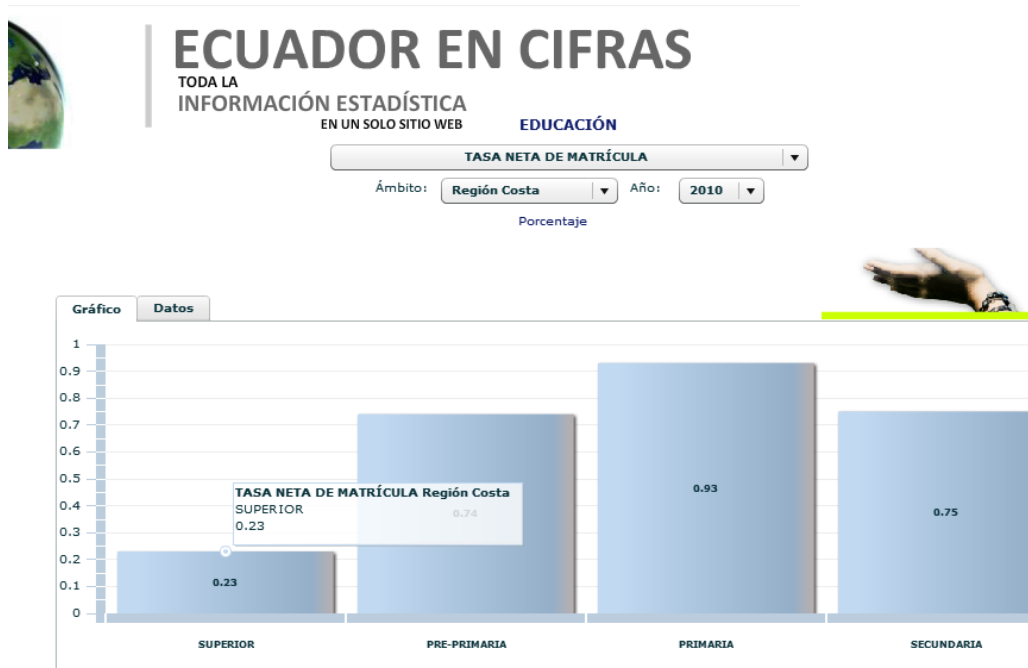 ECUADOR EN CIFRAS
TODA LA
INFORMACIÓN ESTADÍSTICA
EN UN SOLO SITIO WEB
EDUCACIÓN
TASA NETA DE MATRÍCULA
Ámbito: Región Costa Año: 2010
Porcentaje
Gráfico Datos
1
0.9
0.8
0.7
0.6
0.5
0.4
0.3
0.2
0.1
0
TASA NETA DE MATRÍCULA Región Costa
SUPERIOR
0.23
0.23
0.74
0.93
0.75
SUPERIOR PRE-PRIMARIA PRIMARIA SECUNDARIA